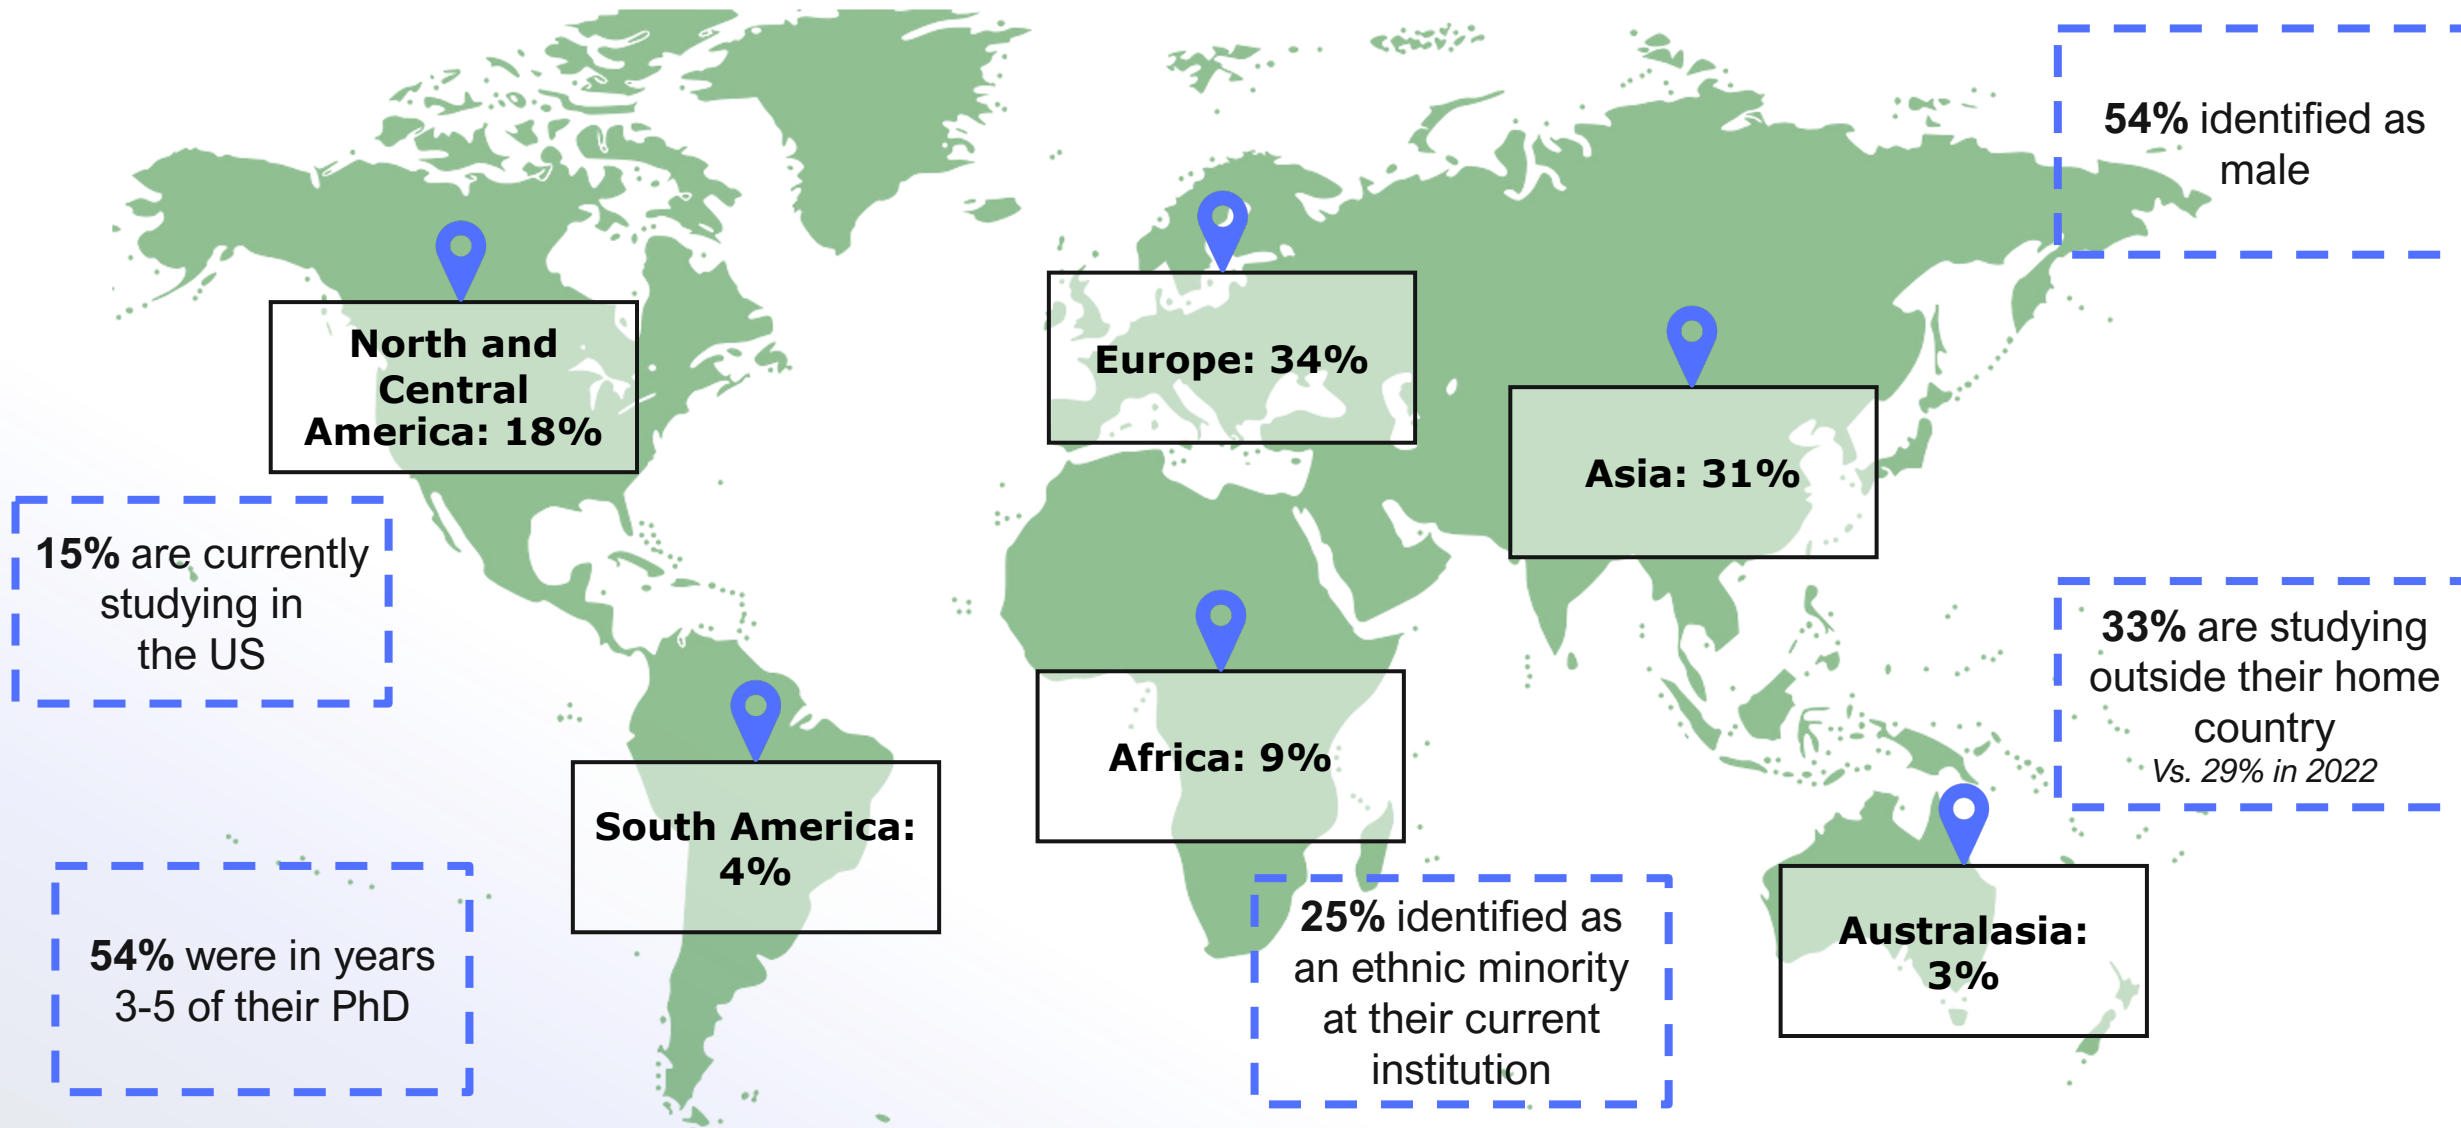 54% identified as
male
North and
Central
America: 18%
Europe: 34%
Asia: 31%
15% are currently
studying in
the US
33% are studying
outside their home
country
Vs. 29% in 2022
Africa: 9%
South America:
4%
54% were in years
3-5 of their PhD
25% identified as
an ethnic minority
at their current
institution
Australasia:
3%